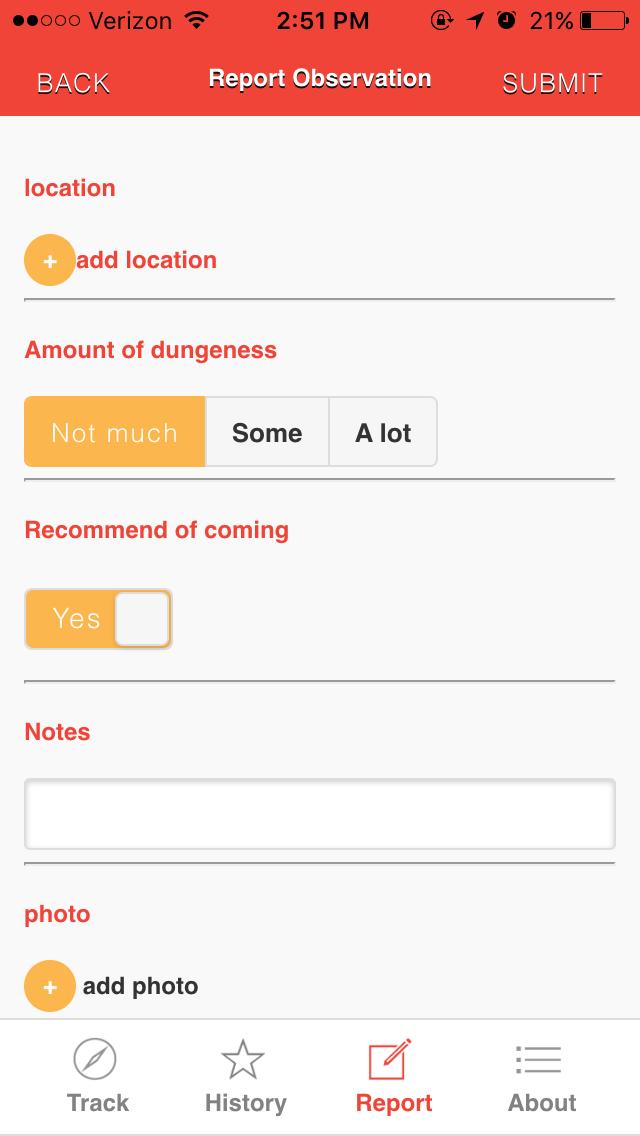 Verizon 2:51 PM 21%
BACK Report Observation SUBMIT
location
+ add location
Amount of dungeness
Not much Some A lot
Recommend of coming
Yes
Notes
photo
+ add photo
Track History Report About